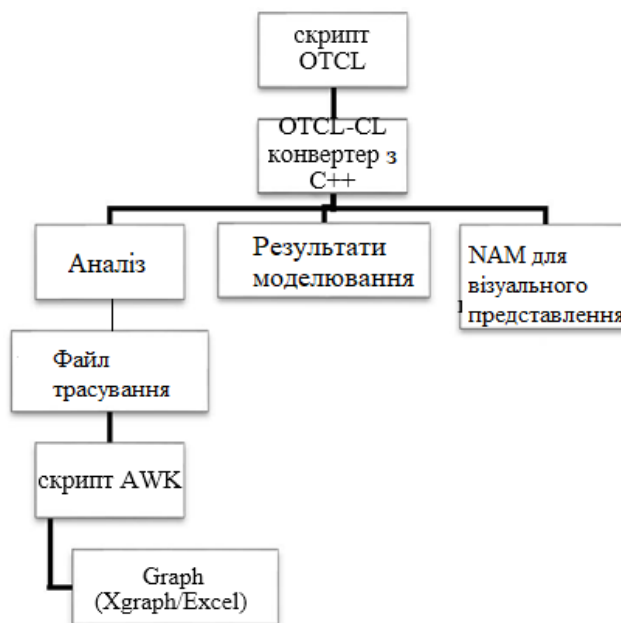 скрипт
OTCL
OTCL-CL
конвертер з
C++
Аналіз
Результати
моделювання
NAM для
візуального
представлення
Файл
трасування
скрипт AWK
Graph
(Xgraph/Excel)